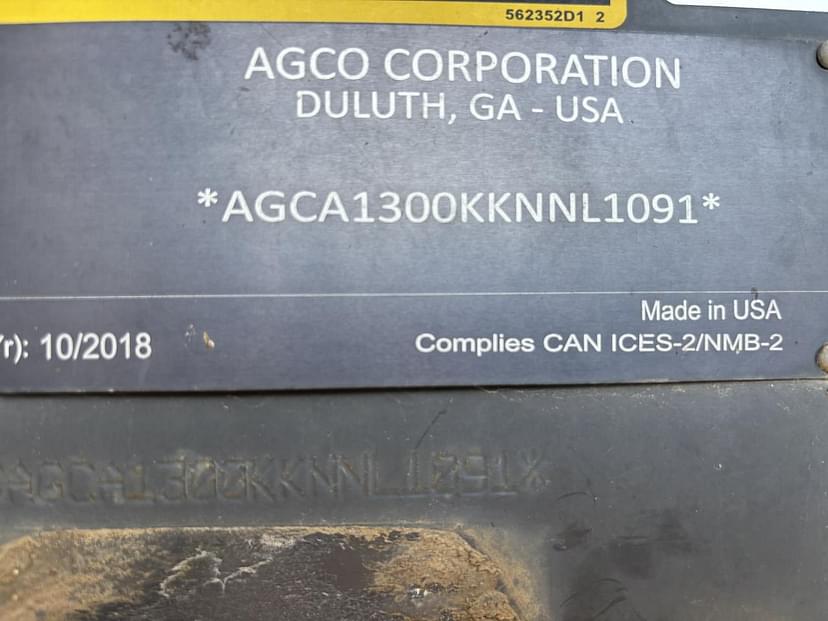 562352D1 2
AGCO CORPORATION
DULUTH, GA - USA
*AGCA1300KKNNL1091*
Made in USA
r): 10/2018
Complies CAN ICES-2/NMB-2
AGCA1300KKNNL1091X